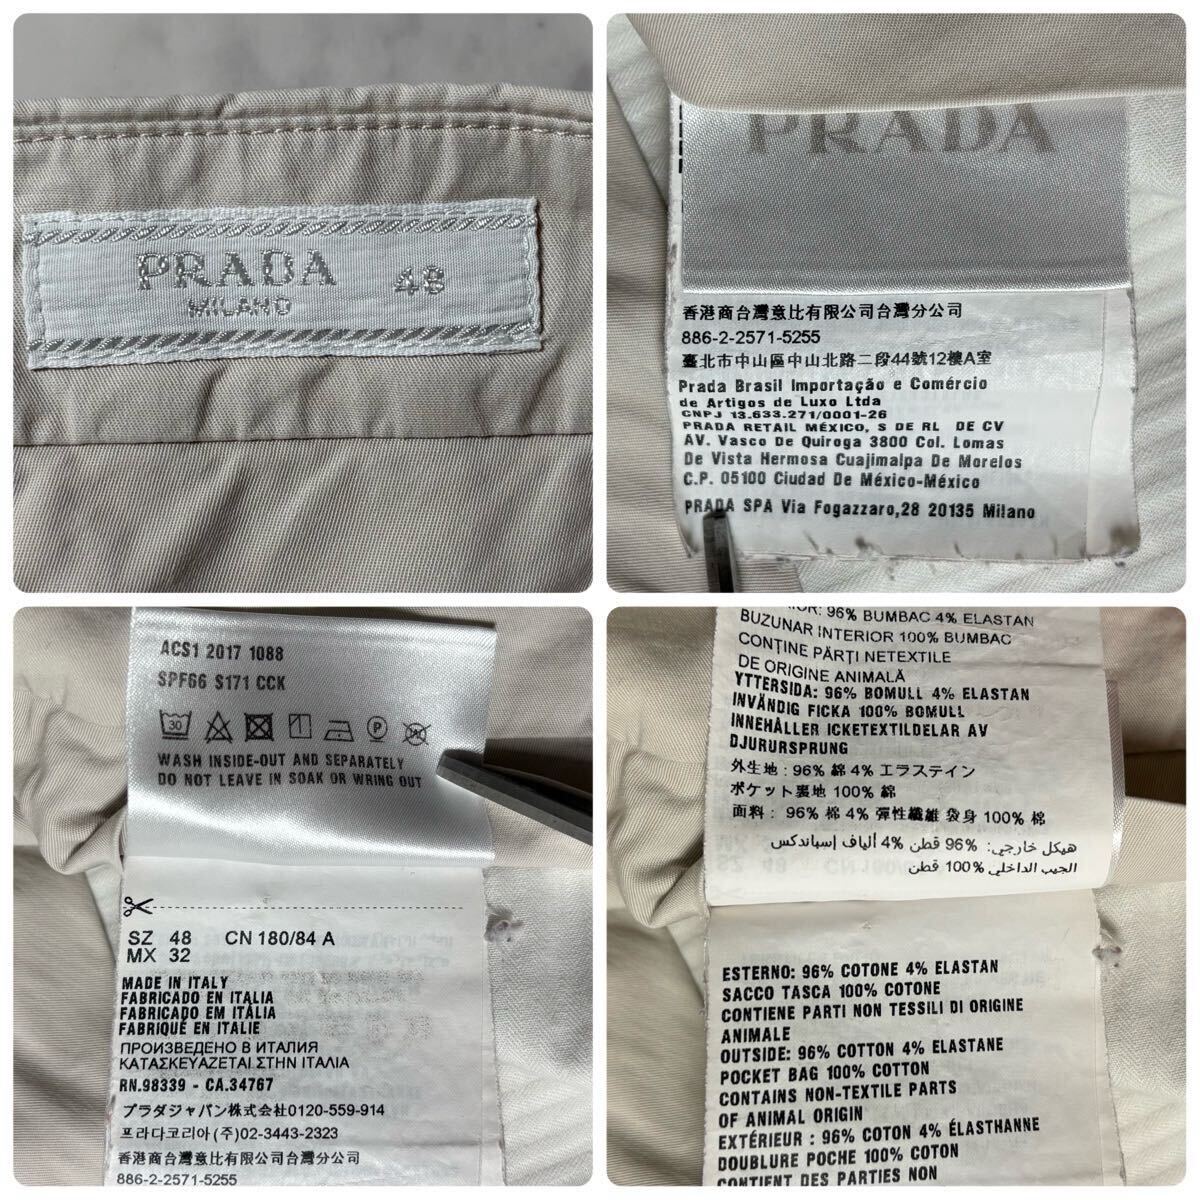 PRADA 48
MILANO
PRADA
香港商台灣意比有限公司台灣分公司
886-2-2571-5255
臺北市中山區中山北路二段44號12樓A室
Prada Brasil Importação e Comércio
de Artigos de Luxo Ltda
CNPJ 13.633.271/0001-26
PRADA RETAIL MÉXICO, S DE RL DE CV
AV. Vasco De Quiroga 3800 Col. Lomas
De Vista Hermosa Cuajimalpa De Morelos
C.P. 05100 Ciudad De México-México
PRADA SPA Via Fogazzaro,28 20135 Milano
ACS1 2017 1088
SPF66 S171 CCK
30 P
WASH INSIDE-OUT AND SEPARATELY
DO NOT LEAVE IN SOAK OR WRING OUT
SZ 48 CN 180/84 A
MX 32
MADE IN ITALY
FABRICADO EN ITALIA
FABRICADO EM ITÁLIA
FABRIQUÉ EN ITALIE
ПРОИЗВЕДЕНО В ИТАЛИЯ
ΚΑΤΑΣΚΕΥΑΖΕΤΑΙ ΣΤΗΝ ΙΤΑΛΙΑ
RN.98339 - CA.34767
プラダジャパン株式会社0120-559-914
프라다코리아(주)02-3443-2323
香港商台灣意比有限公司台灣分公司
886-2-2571-5255
96% BUMBAC 4% ELASTAN
BUZUNAR INTERIOR 100% BUMBAC
CONȚINE PĂRȚI NETEXTILE
DE ORIGINE ANIMALĂ
YTTERSIDA: 96% BOMULL 4% ELASTAN
INVÄNDIG FICKA 100% BOMULL
INNEHÅLLER ICKETEXTILDELAR AV
DJURURSPRUNG
外生地：96% 綿 4% エラステイン
ポケット裏地 100% 綿
面料： 96% 棉 4% 彈性纖維 袋身 100% 棉
هيكل خارجي: %96 قطن %4 ألياف إسباندكس
الجيب الداخلي %100 قطن
ESTERNO: 96% COTONE 4% ELASTAN
SACCO TASCA 100% COTONE
CONTIENE PARTI NON TESSILI DI ORIGINE
ANIMALE
OUTSIDE: 96% COTTON 4% ELASTANE
POCKET BAG 100% COTTON
CONTAINS NON-TEXTILE PARTS
OF ANIMAL ORIGIN
EXTÉRIEUR : 96% COTON 4% ÉLASTHANNE
DOUBLURE POCHE 100% COTON
CONTIENT DES PARTIES NON